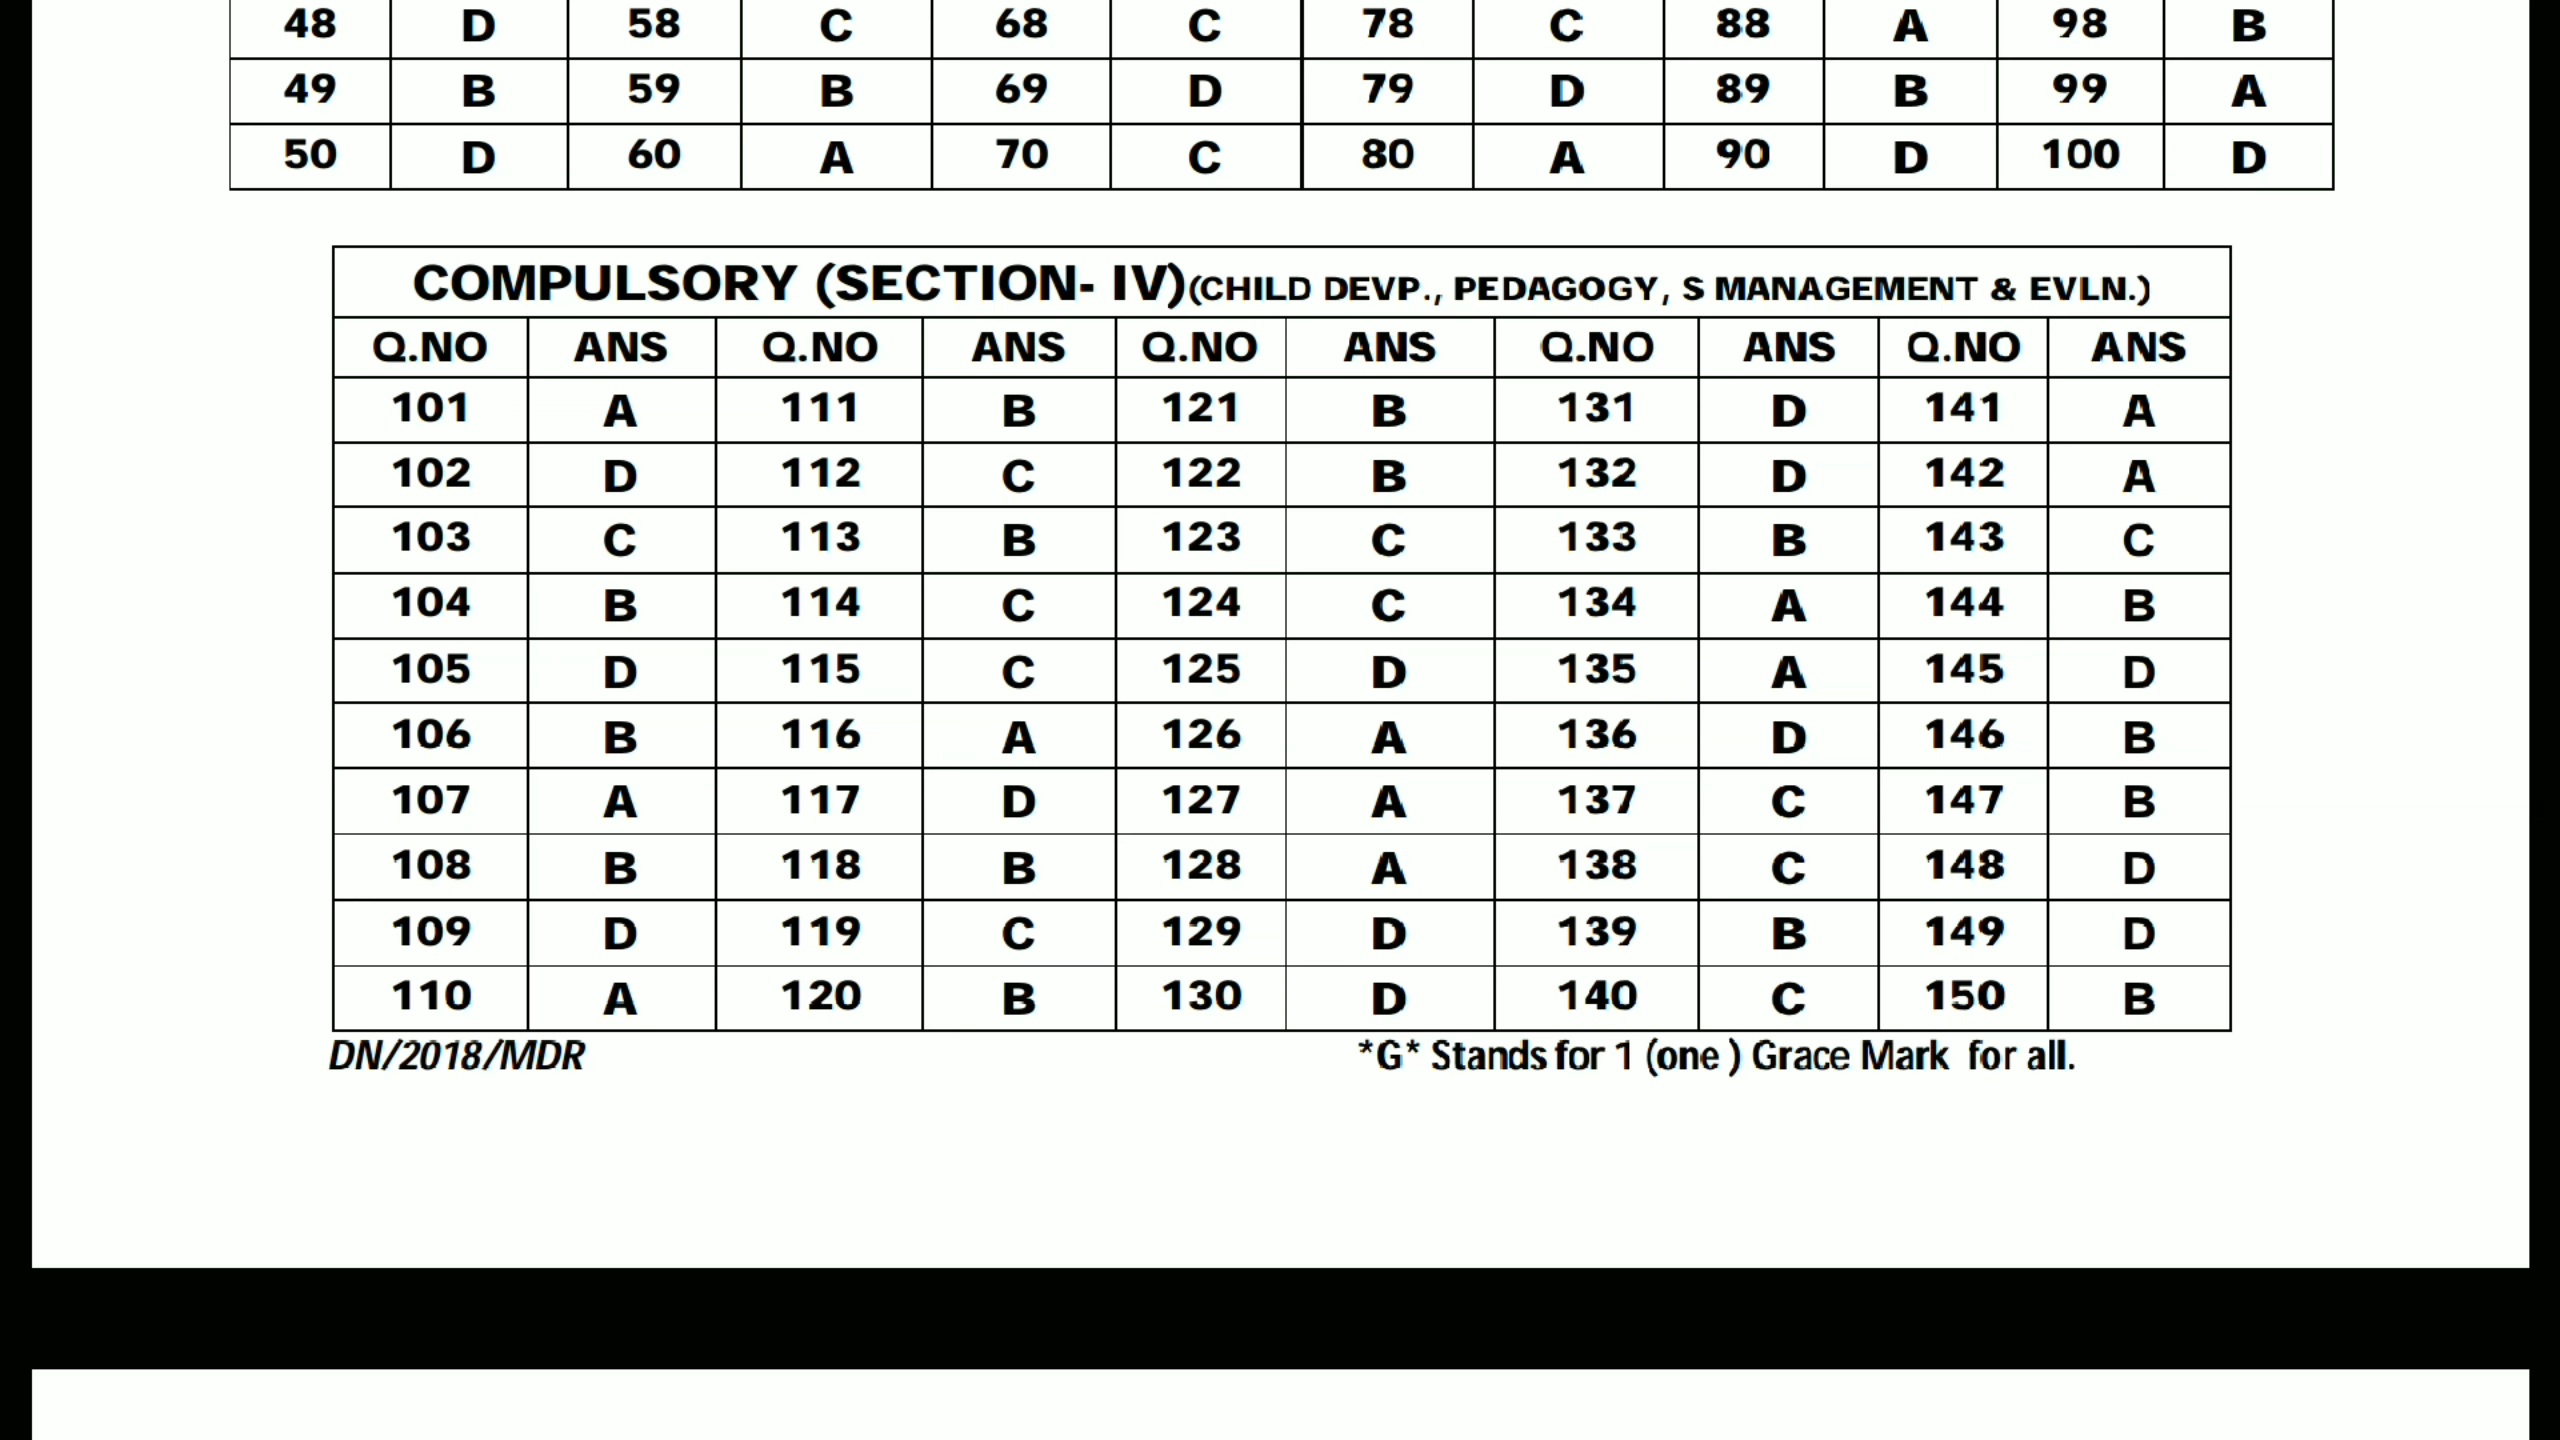 48 D 58 C 68 C 78 C 88 A 98 B
49 B 59 B 69 D 79 D 89 B 99 A
50 D 60 A 70 C 80 A 90 D 100 D
COMPULSORY (SECTION- IV)(CHILD DEVP., PEDAGOGY, S MANAGEMENT & EVLN.)
Q.NO ANS Q.NO ANS Q.NO ANS Q.NO ANS Q.NO ANS
101 A 111 B 121 B 131 D 141 A
102 D 112 C 122 B 132 D 142 A
103 C 113 B 123 C 133 B 143 C
104 B 114 C 124 C 134 A 144 B
105 D 115 C 125 D 135 A 145 D
106 B 116 A 126 A 136 D 146 B
107 A 117 D 127 A 137 C 147 B
108 B 118 B 128 A 138 C 148 D
109 D 119 C 129 D 139 B 149 D
110 A 120 B 130 D 140 C 150 B
DN/2018/MDR *G* Stands for 1 (one ) Grace Mark for all.